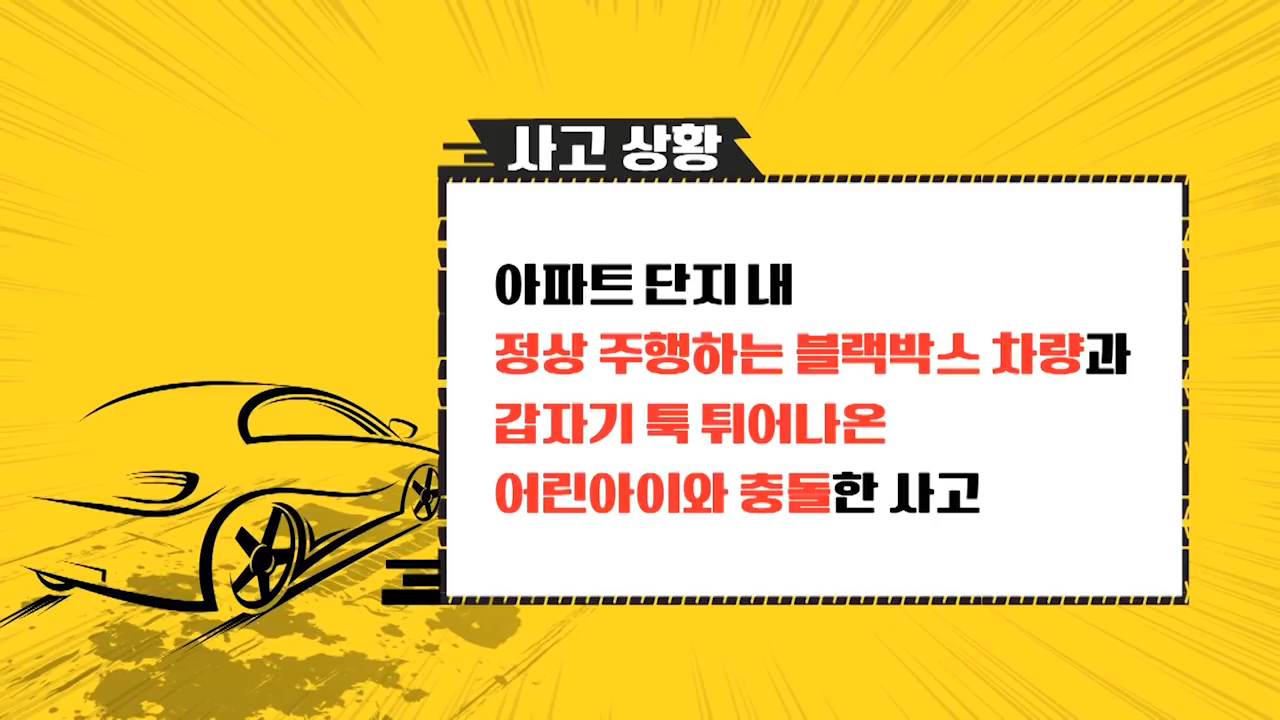 사고 상황
아파트 단지 내
정상 주행하는 블랙박스 차량과
갑자기 툭 튀어나온
어린아이와 충돌한 사고